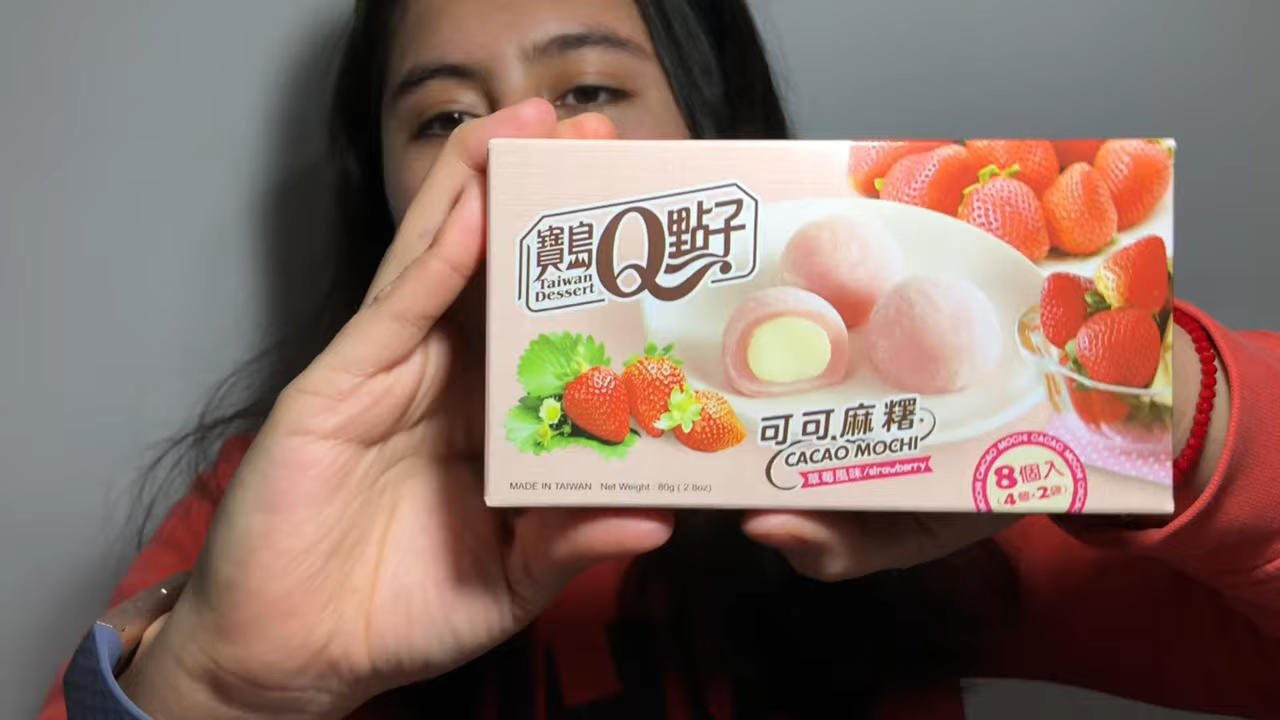 寶島Q點子
Taiwan
Dessert
可可麻糬
CACAO MOCHI
草莓風味/strawberry
MADE IN TAIWAN Net Weight : 80g ( 2.8oz)
CACAO MOCHI CACAO MOCHI
8個入
(4個×2袋)